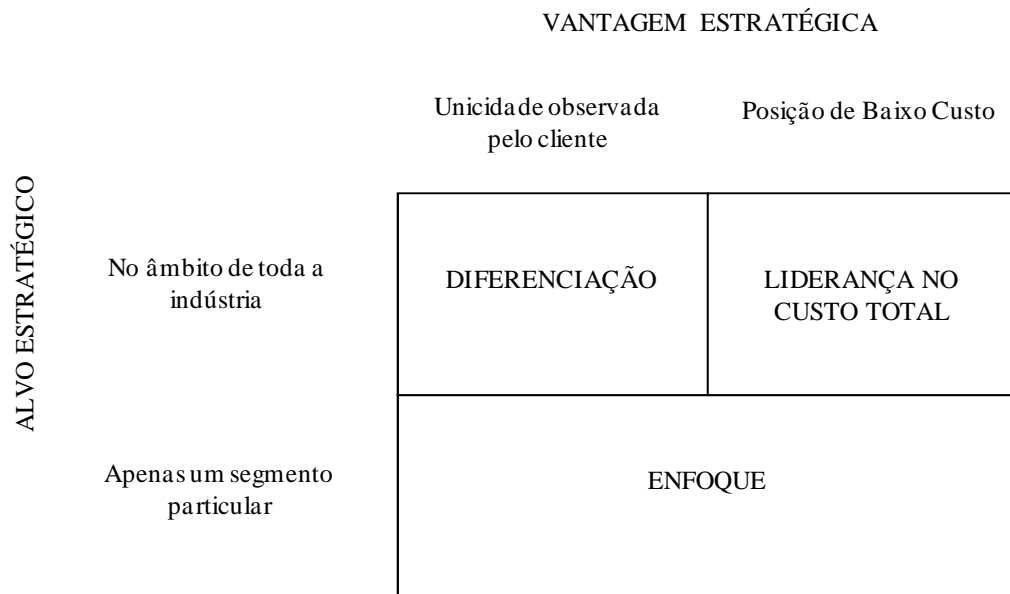 VANTAGEM ESTRATÉGICA
Unicidade observada
pelo cliente
Posição de Baixo Custo
ALVO ESTRATÉGICO
No âmbito de toda a
indústria
DIFERENCIAÇÃO
LIDERANÇA NO
CUSTO TOTAL
Apenas um segmento
particular
ENFOQUE